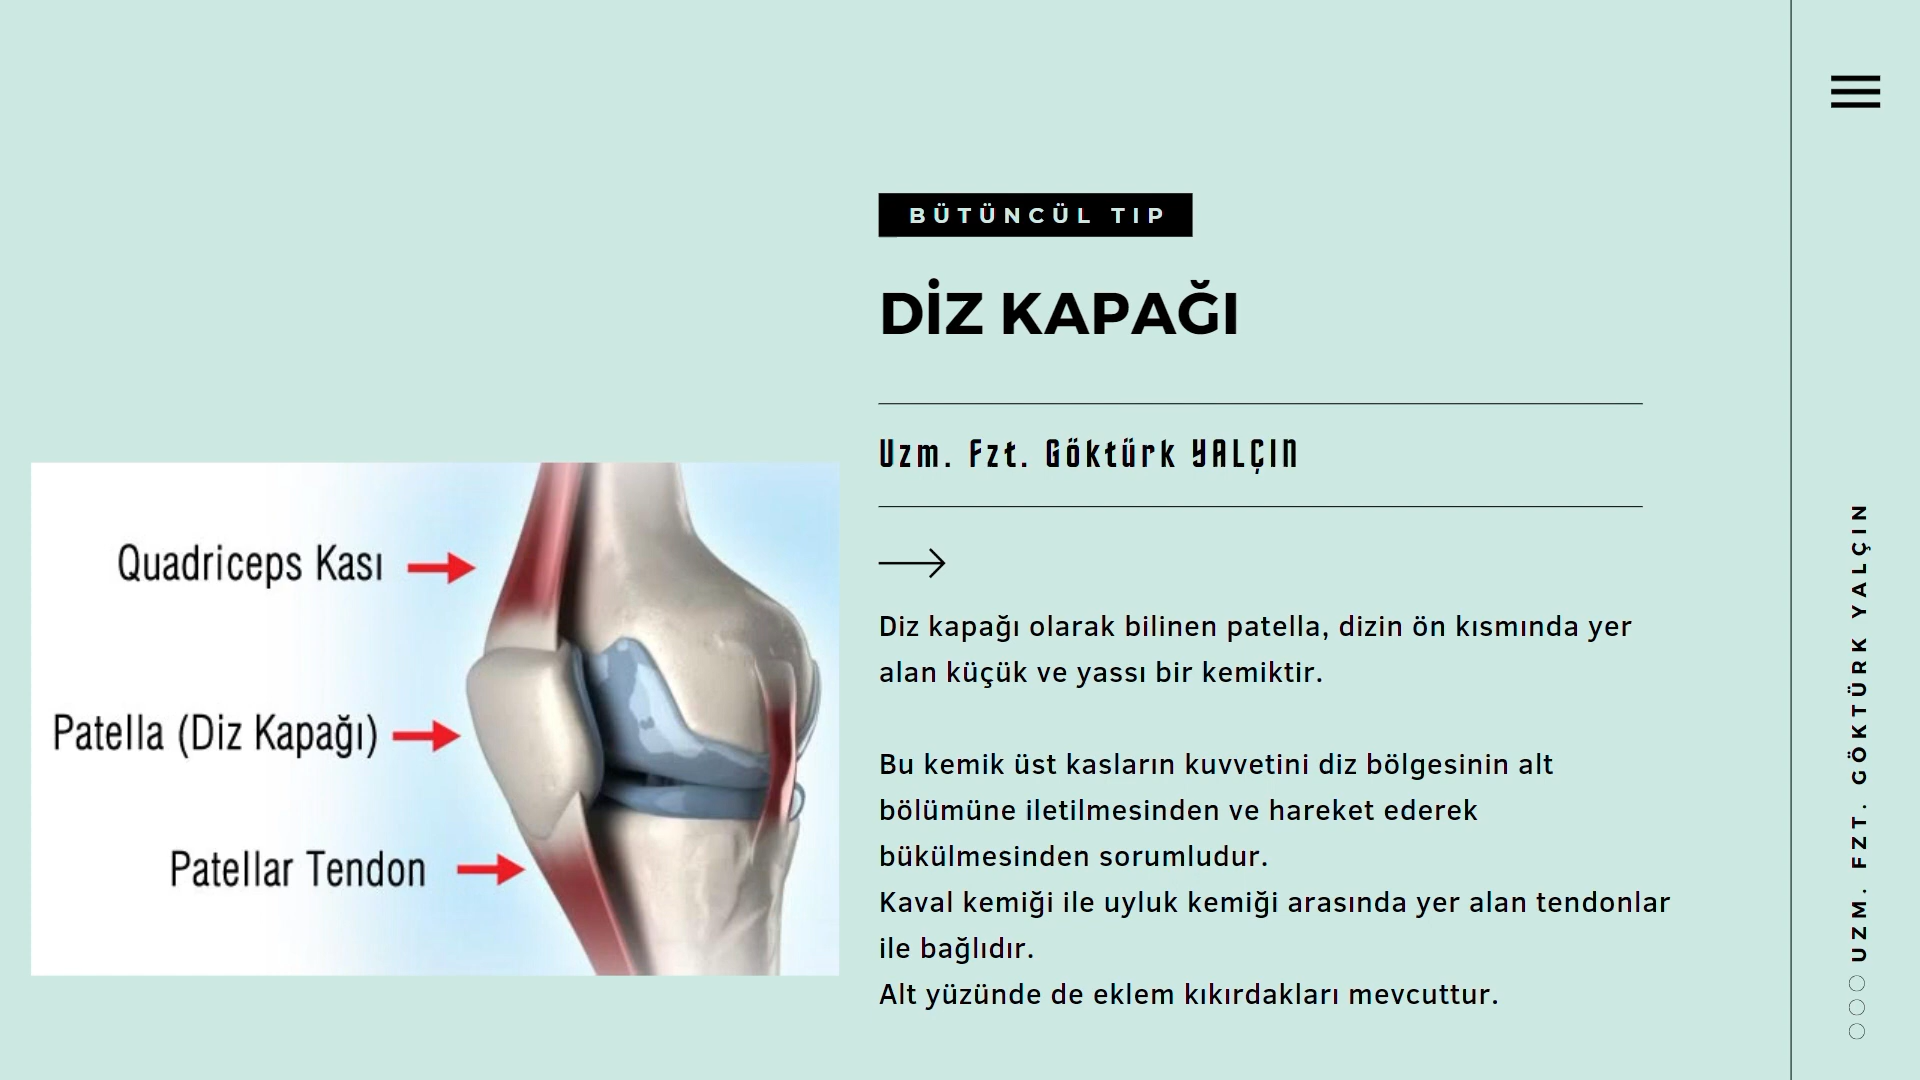 BÜTÜNCÜL TIP
DİZ KAPAĞI
Uzm. Fzt. Göktürk YALÇIN
Quadriceps Kası
Patella (Diz Kapağı)
Patellar Tendon
Diz kapağı olarak bilinen patella, dizin ön kısmında yer
alan küçük ve yassı bir kemiktir.
Bu kemik üst kasların kuvvetini diz bölgesinin alt
bölümüne iletilmesinden ve hareket ederek
bükülmesinden sorumludur.
Kaval kemiği ile uyluk kemiği arasında yer alan tendonlar
ile bağlıdır.
Alt yüzünde de eklem kıkırdakları mevcuttur.
UZM. FZT. GÖKTÜRK YALÇIN